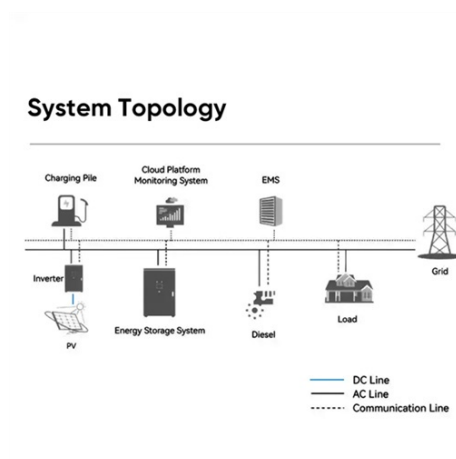 System Topology
Charging Pile
Cloud Platform
Monitoring System
EMS
Grid
Inverter
PV
Energy Storage System
Diesel
Load
DC Line
AC Line
Communication Line